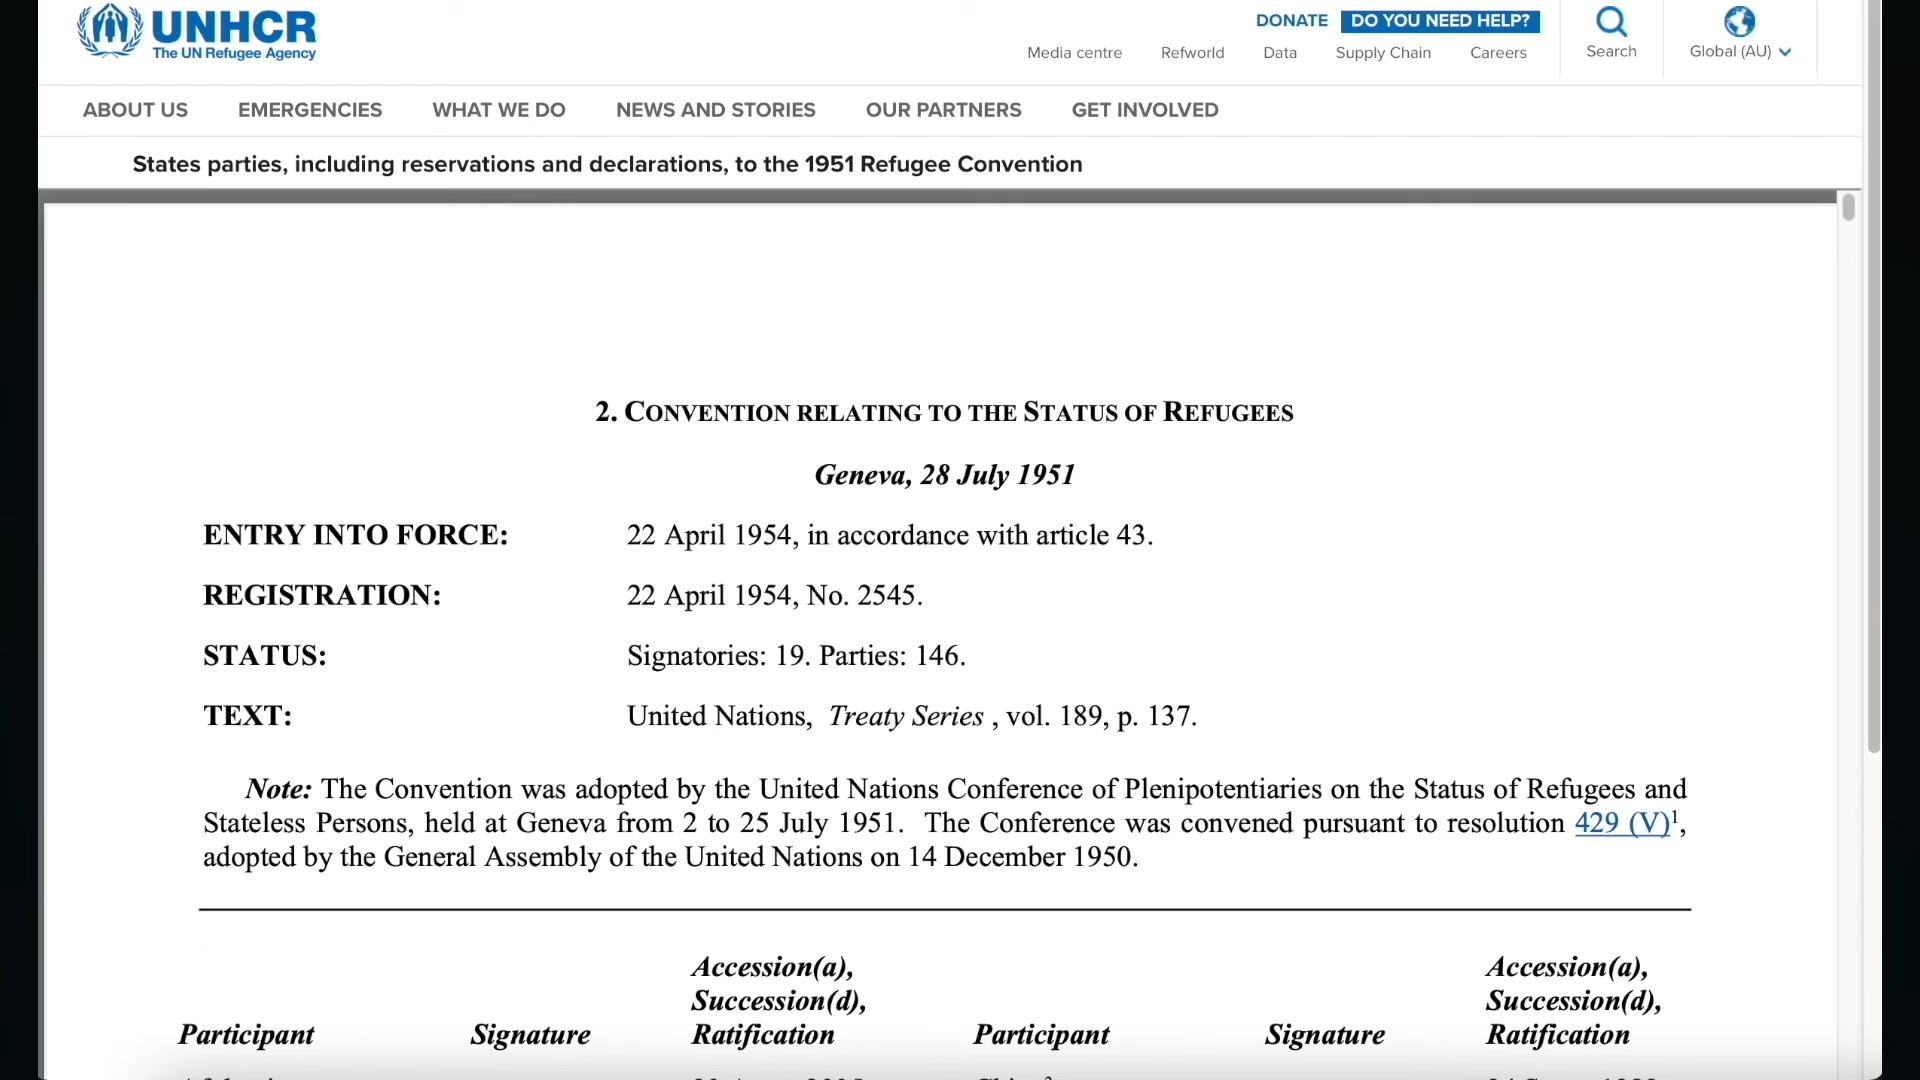 UNHCR
The UN Refugee Agency
DONATE DO YOU NEED HELP?
Media centre Refworld Data Supply Chain Careers
Search
Global (AU)
ABOUT US EMERGENCIES WHAT WE DO NEWS AND STORIES OUR PARTNERS GET INVOLVED
States parties, including reservations and declarations, to the 1951 Refugee Convention
2. CONVENTION RELATING TO THE STATUS OF REFUGEES
Geneva, 28 July 1951
ENTRY INTO FORCE: 22 April 1954, in accordance with article 43.
REGISTRATION: 22 April 1954, No. 2545.
STATUS: Signatories: 19. Parties: 146.
TEXT: United Nations, Treaty Series , vol. 189, p. 137.
Note: The Convention was adopted by the United Nations Conference of Plenipotentiaries on the Status of Refugees and
Stateless Persons, held at Geneva from 2 to 25 July 1951. The Conference was convened pursuant to resolution 429 (V)¹,
adopted by the General Assembly of the United Nations on 14 December 1950.
Accession(a), Accession(a),
Succession(d), Succession(d),
Participant Signature Ratification Participant Signature Ratification